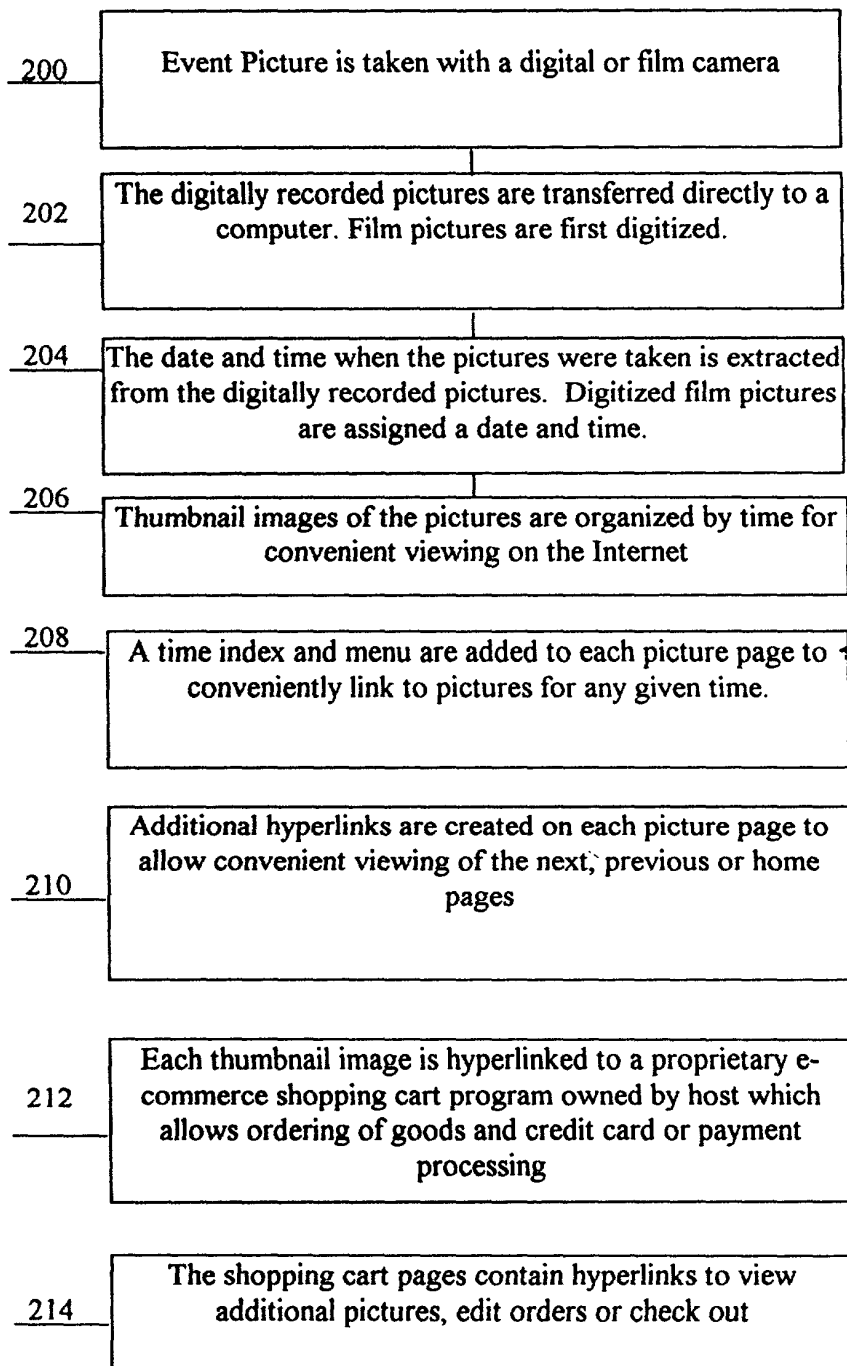 200
Event Picture is taken with a digital or film camera
202
The digitally recorded pictures are transferred directly to a
computer. Film pictures are first digitized.
204
The date and time when the pictures were taken is extracted
from the digitally recorded pictures. Digitized film pictures
are assigned a date and time.
206
Thumbnail images of the pictures are organized by time for
convenient viewing on the Internet
208
A time index and menu are added to each picture page to
conveniently link to pictures for any given time.
210
Additional hyperlinks are created on each picture page to
allow convenient viewing of the next, previous or home
pages
212
Each thumbnail image is hyperlinked to a proprietary e-
commerce shopping cart program owned by host which
allows ordering of goods and credit card or payment
processing
214
The shopping cart pages contain hyperlinks to view
additional pictures, edit orders or check out